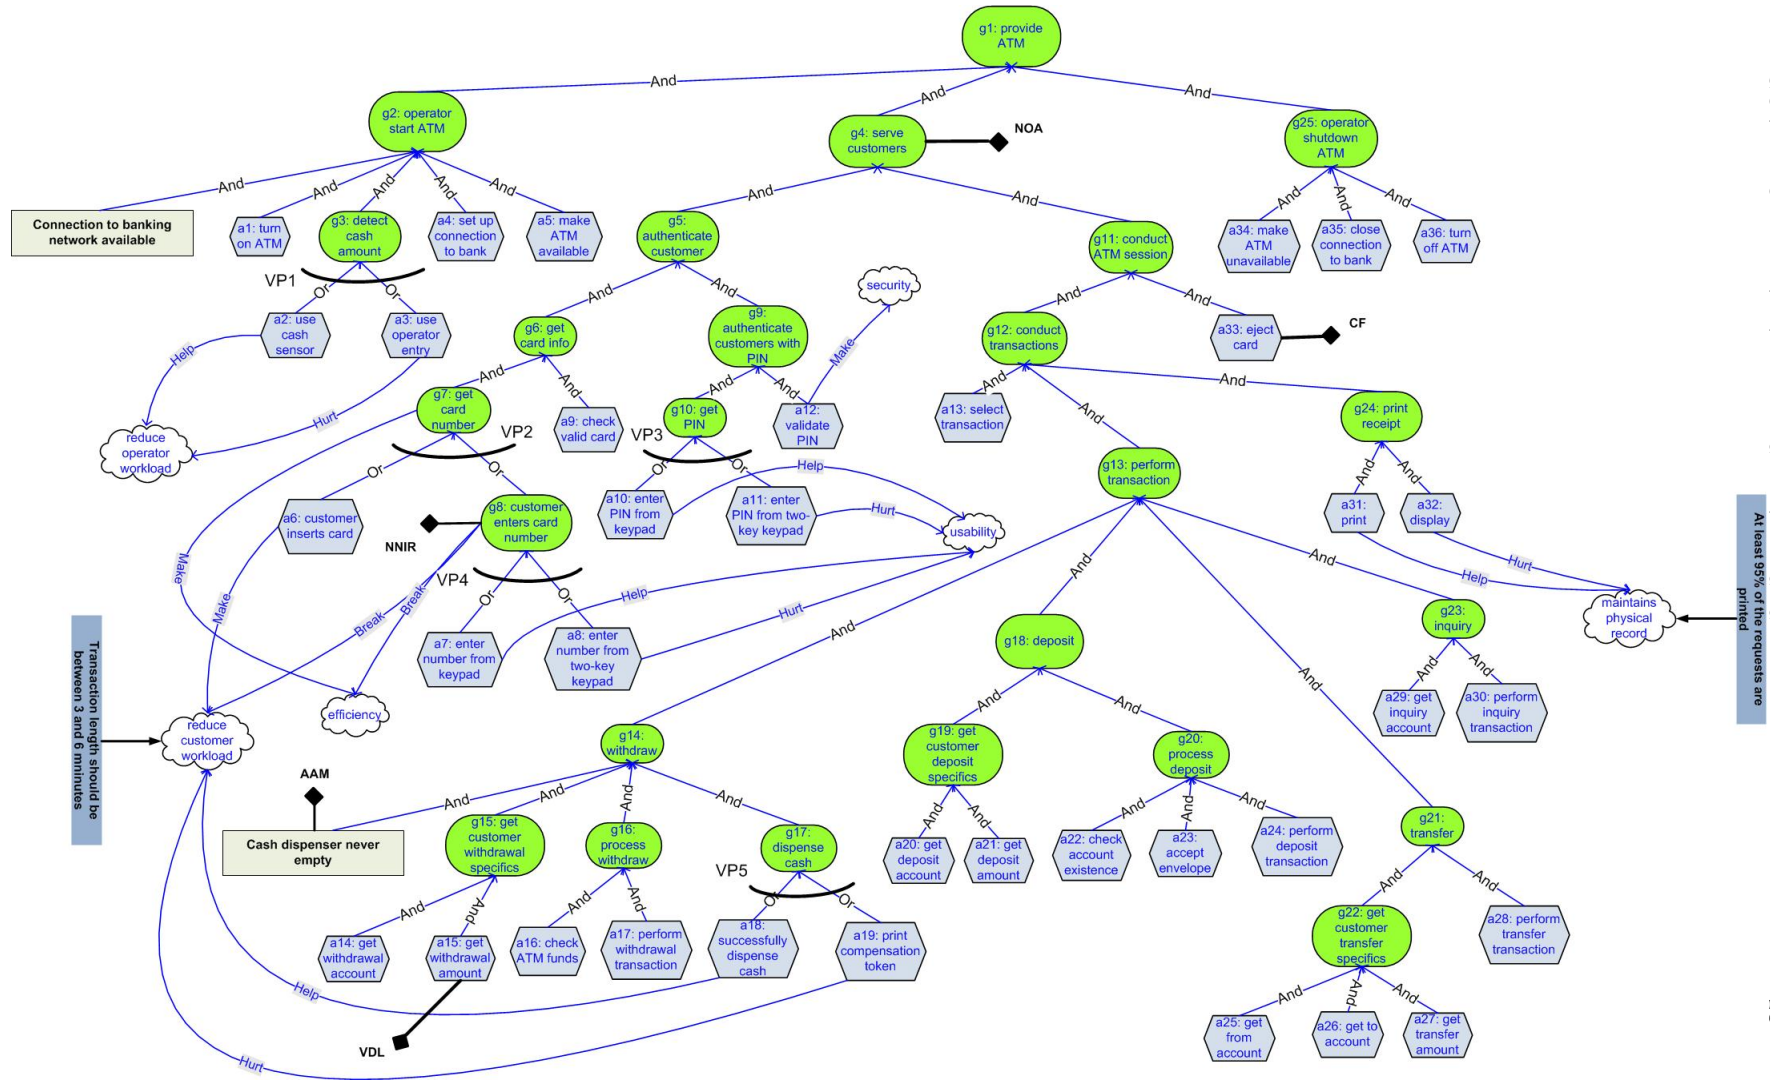 g1: provide
ATM
And
And
And
g2: operator
start ATM
g4: serve
customers
NOA
g25: operator
shutdown
ATM
And
And
And
And
And
And
And
And
And
And
Connection to banking
network available
a1: turn
on ATM
g3: detect
cash
amount
a4: set up
connection
to bank
a5: make
ATM
available
g5:
authenticate
customer
g11: conduct
ATM session
a34: make
ATM
unavailable
a35: close
connection
to bank
a36: turn
off ATM
VP1
Or
Or
And
And
security
And
And
a2: use
cash
sensor
a3: use
operator
entry
g6: get
card info
g9:
authenticate
customers with
PIN
g12: conduct
transactions
a33: eject
card
CF
Help
Hurt
Make
And
And
And
And
And
And
And
g7: get
card
number
a9: check
valid card
g10: get
PIN
a12:
validate
PIN
a13: select
transaction
g24: print
receipt
reduce
operator
workload
VP2
VP3
Or
Or
Or
Or
Help
g13: perform
transaction
And
And
a6: customer
inserts card
g8: customer
enters card
number
a10: enter
PIN from
keypad
a11: enter
PIN from two-
key keypad
Hurt
usability
a31:
print
a32:
display
NNIR
VP4
Make
Make
Break
Break
Or
Or
Help
Hurt
And
And
And
And
Help
Hurt
maintains
physical
record
At least 95% of the requests are
printed
a7: enter
number from
keypad
a8: enter
number from
two-key
keypad
g18: deposit
g23:
inquiry
And
And
Transaction length should be
between 3 and 6 mninutes
reduce
customer
workload
efficiency
And
And
a29: get
inquiry
account
a30: perform
inquiry
transaction
g14:
withdraw
g19: get
customer
deposit
specifics
g20:
process
deposit
AAM
And
And
And
And
And
And
And
And
And
Cash dispenser never
empty
g15: get
customer
withdrawal
specifics
g16:
process
withdraw
g17:
dispense
cash
a20: get
deposit
account
a21: get
deposit
amount
a22: check
account
existence
a23:
accept
envelope
a24: perform
deposit
transaction
g21:
transfer
VP5
And
And
And
And
Or
Or
And
And
a14: get
withdrawal
account
a15: get
withdrawal
amount
a16: check
ATM funds
a17: perform
withdrawal
transaction
a18:
successfully
dispense
cash
a19: print
compensation
token
g22: get
customer
transfer
specifics
a28: perform
transfer
transaction
Help
And
And
And
VDL
Hurt
a25: get
from
account
a26: get to
account
a27: get
transfer
amount